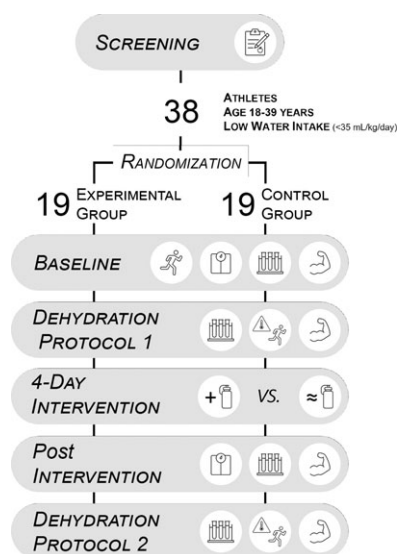 SCREENING
38
ATHLETES
AGE 18-39 YEARS
LOW WATER INTAKE (<35 mL/kg/day)
RANDOMIZATION
19 EXPERIMENTAL GROUP
19 CONTROL GROUP
BASELINE
DEHYDRATION
PROTOCOL 1
4-DAY
INTERVENTION
+ VS. ≈
POST
INTERVENTION
DEHYDRATION
PROTOCOL 2